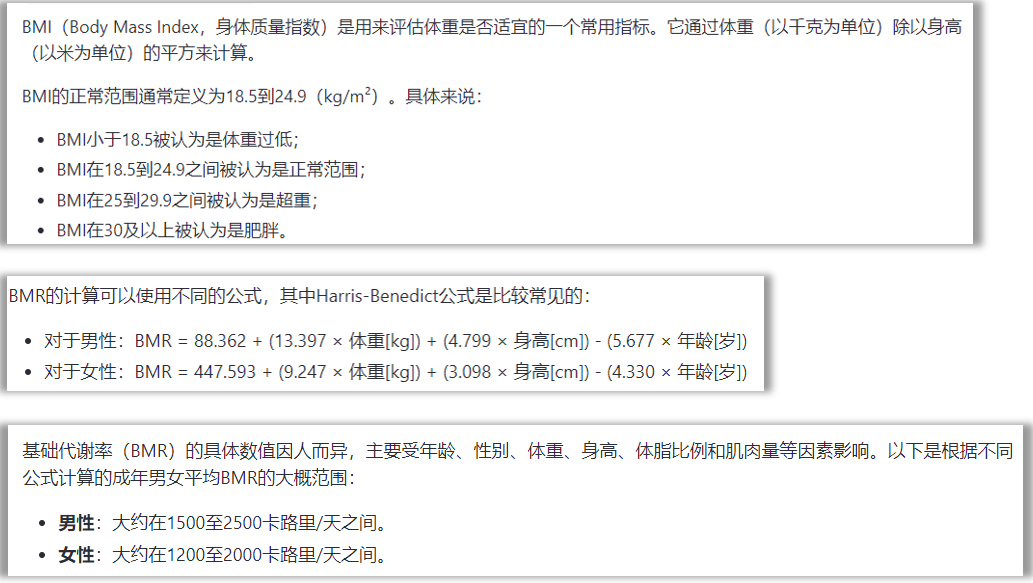 BMI（Body Mass Index，身体质量指数）是用来评估体重是否适宜的一个常用指标。它通过体重（以千克为单位）除以身高
（以米为单位）的平方来计算。
BMI的正常范围通常定义为18.5到24.9（kg/m²）。具体来说：
• BMI小于18.5被认为是体重过低；
• BMI在18.5到24.9之间被认为是正常范围；
• BMI在25到29.9之间被认为是超重；
• BMI在30及以上被认为是肥胖。
BMR的计算可以使用不同的公式，其中Harris-Benedict公式是比较常见的：
• 对于男性：BMR = 88.362 + (13.397 × 体重[kg]) + (4.799 × 身高[cm]) - (5.677 × 年龄[岁])
• 对于女性：BMR = 447.593 + (9.247 × 体重[kg]) + (3.098 × 身高[cm]) - (4.330 × 年龄[岁])
基础代谢率（BMR）的具体数值因人而异，主要受年龄、性别、体重、身高、体脂比例和肌肉量等因素影响。以下是根据不同
公式计算的成年男女平均BMR的大概范围：
• 男性：大约在1500至2500卡路里/天之间。
• 女性：大约在1200至2000卡路里/天之间。